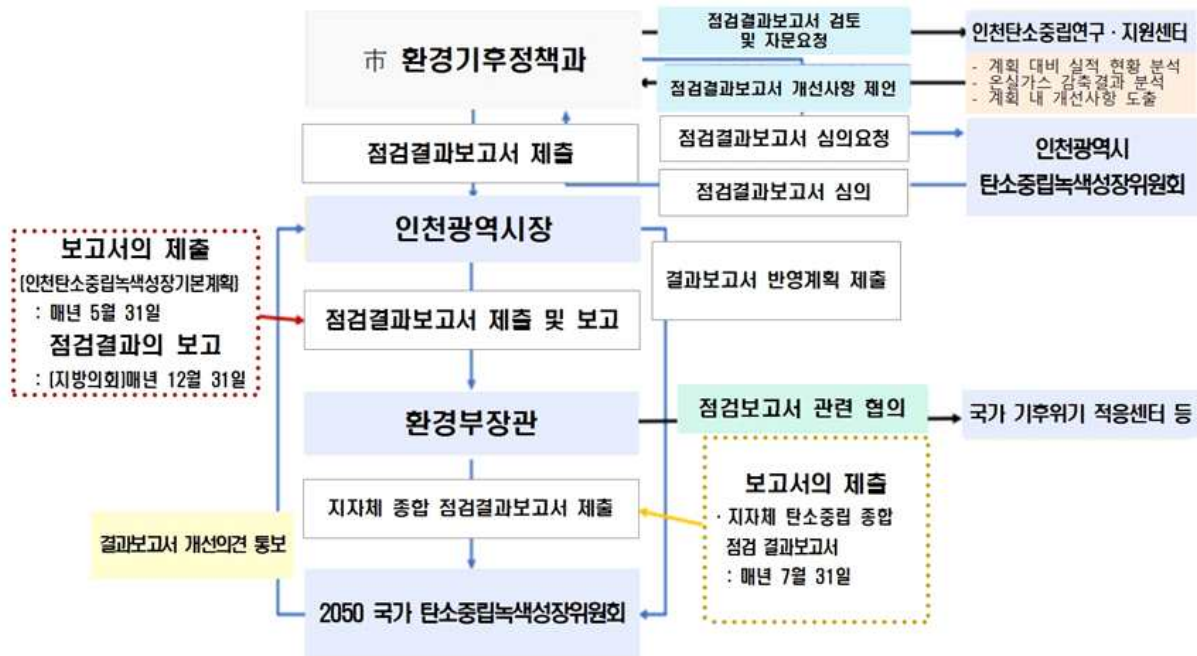 점검결과보고서 검토
및 자문요청
인천탄소중립연구 · 지원센터
市 환경기후정책과
- 계획 대비 실적 현황 분석
- 온실가스 감축결과 분석
- 계획 내 개선사항 도출
점검결과보고서 개선사항 제언
점검결과보고서 제출
점검결과보고서 심의요청
인천광역시
탄소중립녹색성장위원회
점검결과보고서 심의
인천광역시장
보고서의 제출
(인천탄소중립녹색성장기본계획)
: 매년 5월 31일
점검결과의 보고
: (지방의회)매년 12월 31일
결과보고서 반영계획 제출
점검결과보고서 제출 및 보고
환경부장관
점검보고서 관련 협의
국가 기후위기 적응센터 등
지자체 종합 점검결과보고서 제출
보고서의 제출
· 지자체 탄소중립 종합
점검 결과보고서
: 매년 7월 31일
결과보고서 개선의견 통보
2050 국가 탄소중립녹색성장위원회